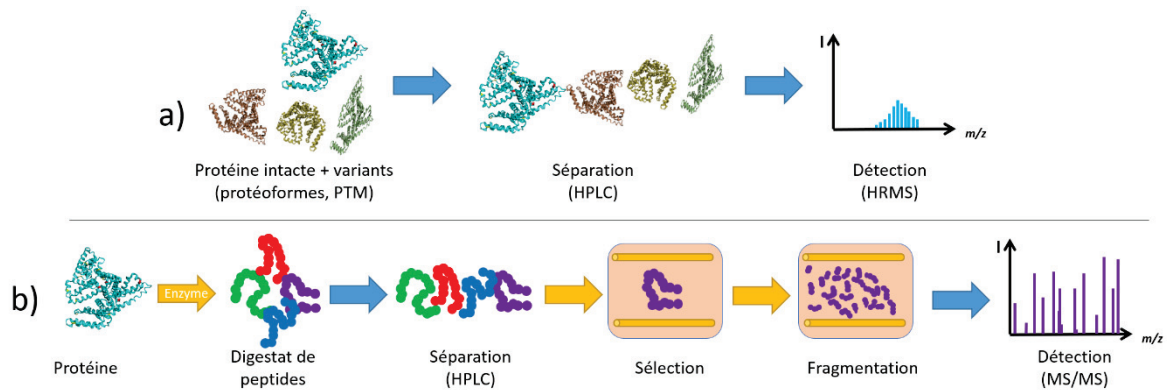 a)
Protéine intacte + variants
(protéoformes, PTM)
Séparation
(HPLC)
I
m/z
Détection
(HRMS)
b)
Protéine
Enzyme
Digestat de
peptides
Séparation
(HPLC)
Sélection
Fragmentation
I
m/z
Détection
(MS/MS)